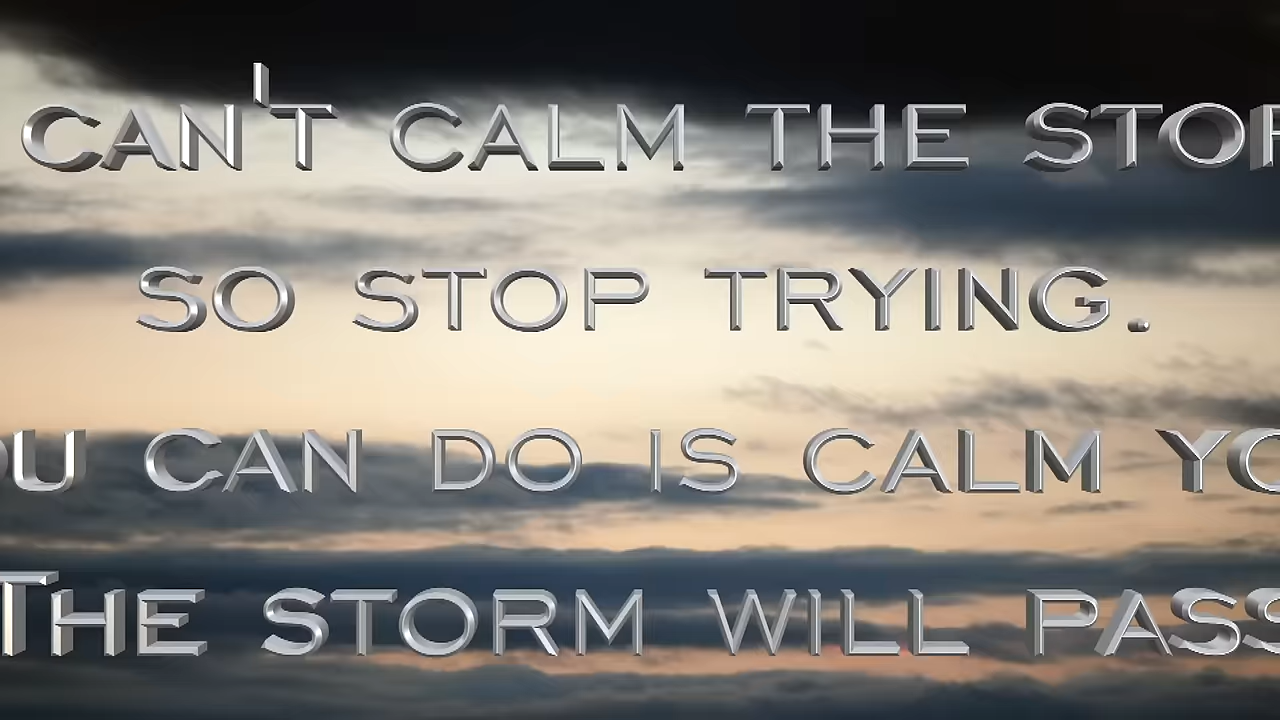 CAN'T CALM THE STOR
SO STOP TRYING.
OU CAN DO IS CALM YO
THE STORM WILL PASS